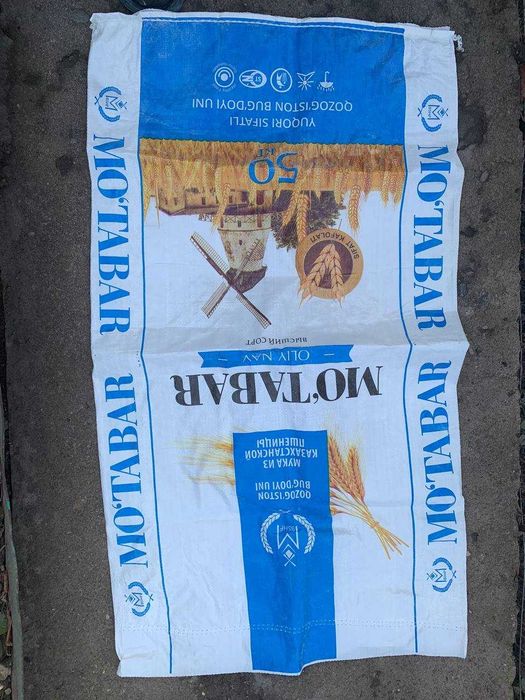 QOZOG‘ISTON
BUG‘DOYI UNI
МУКА ИЗ
КАЗАХСТАНСКОЙ
ПШЕНИЦЫ
MO‘TABAR
OLIY NAV
ВЫСШИЙ СОРТ
SIFAT KAFOLATI
50
КГ
YUQORI SIFATLI
QOZOG‘ISTON BUG‘DOYI UNI
MO‘TABAR
MO‘TABAR
MO‘TABAR
MO‘TABAR